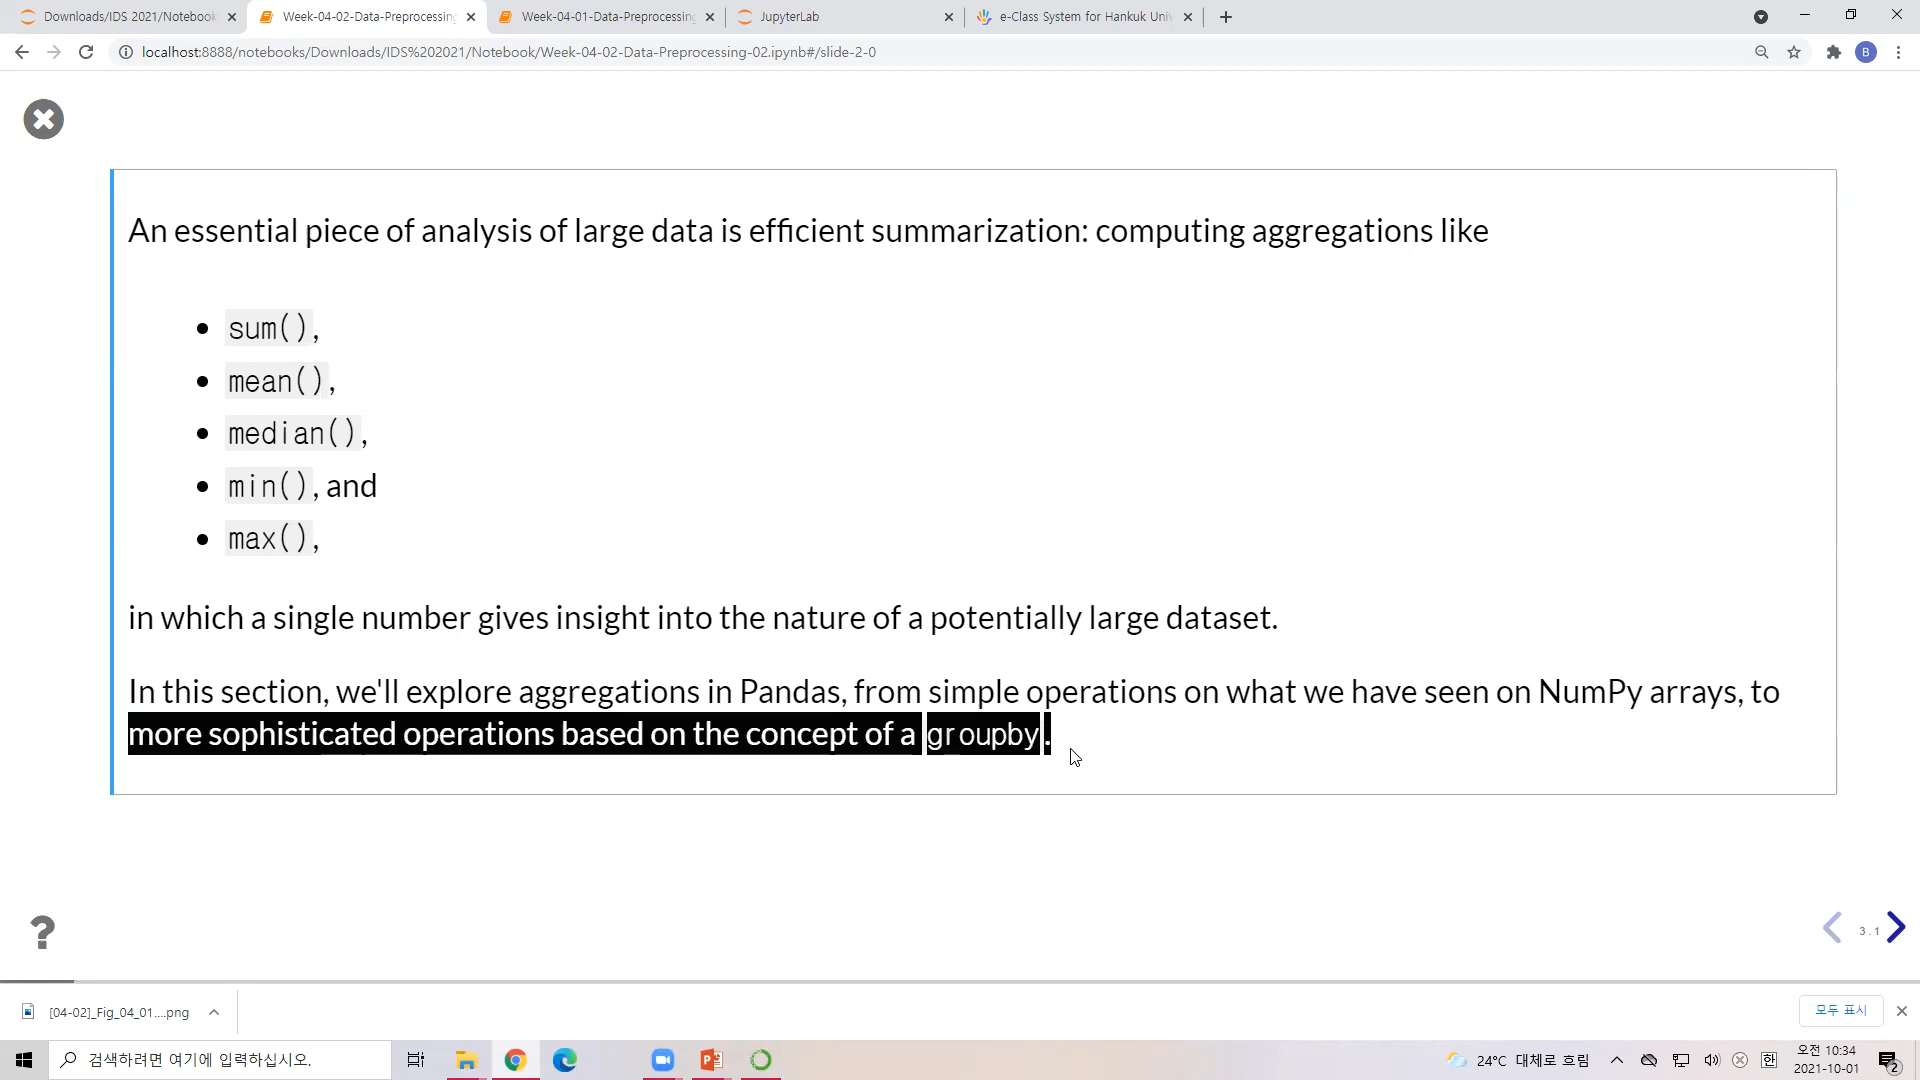 Downloads/IDS 2021/Notebook
Week-04-02-Data-Preprocessing
Week-04-01-Data-Preprocessing
JupyterLab
e-Class System for Hankuk Univ
localhost:8888/notebooks/Downloads/IDS%202021/Notebook/Week-04-02-Data-Preprocessing-02.ipynb#/slide-2-0
B
An essential piece of analysis of large data is efficient summarization: computing aggregations like
• sum(),
• mean(),
• median(),
• min(), and
• max(),
in which a single number gives insight into the nature of a potentially large dataset.
In this section, we'll explore aggregations in Pandas, from simple operations on what we have seen on NumPy arrays, to
more sophisticated operations based on the concept of a groupby.
?
3.1
[04-02]_Fig_04_01....png
모두 표시
검색하려면 여기에 입력하십시오.
24°C 대체로 흐림
한
오전 10:34
2021-10-01
2